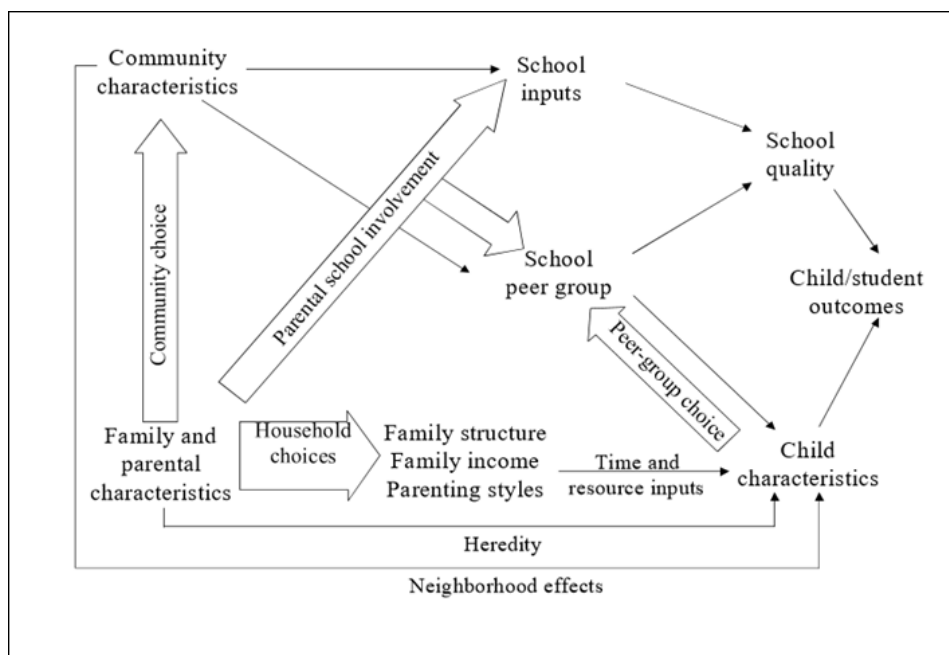 Community
characteristics
School
inputs
School
quality
Community choice
Parental school involvement
School
peer group
Child/student
outcomes
Peer-group choice
Family and
parental
characteristics
Household
choices
Family structure
Family income
Parenting styles
Time and
resource inputs
Child
characteristics
Heredity
Neighborhood effects